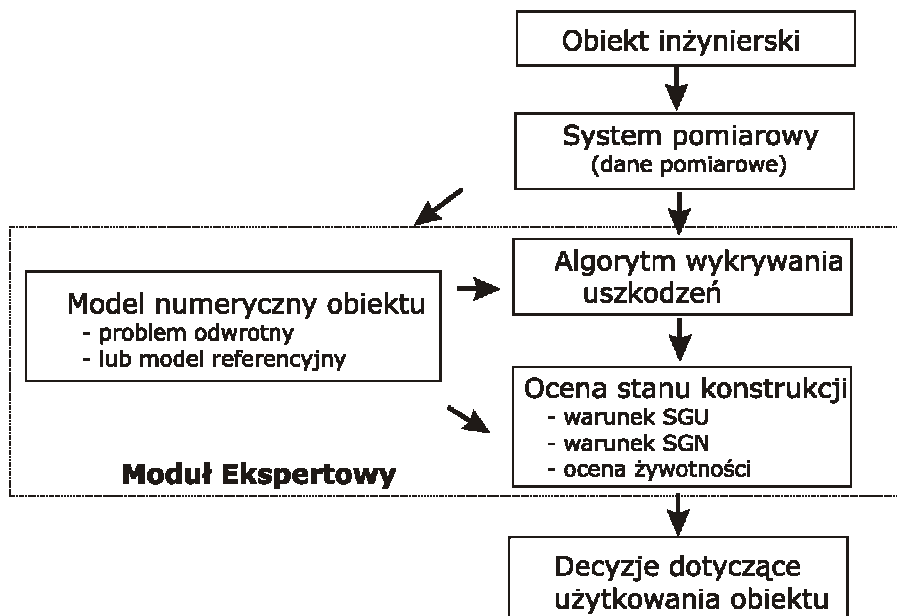 Obiekt inżynierski
System pomiarowy
(dane pomiarowe)
Algorytm wykrywania
uszkodzeń
Model numeryczny obiektu
- problem odwrotny
- lub model referencyjny
Ocena stanu konstrukcji
- warunek SGU
- warunek SGN
- ocena żywotności
Moduł Ekspertowy
Decyzje dotyczące
użytkowania obiektu